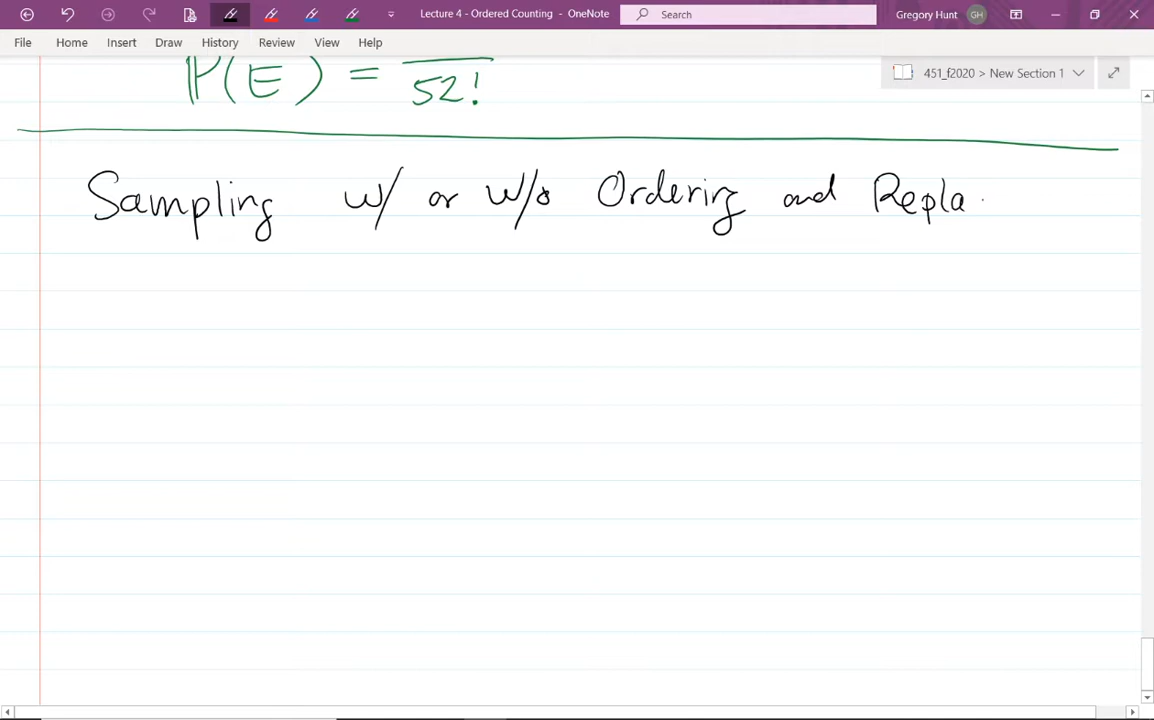 Lecture 4 - Ordered Counting - OneNote
Search
Gregory Hunt GH
File Home Insert Draw History Review View Help
451_f2020 > New Section 1
P(E) =
52!
Sampling w/ or w/o Ordering and Repla